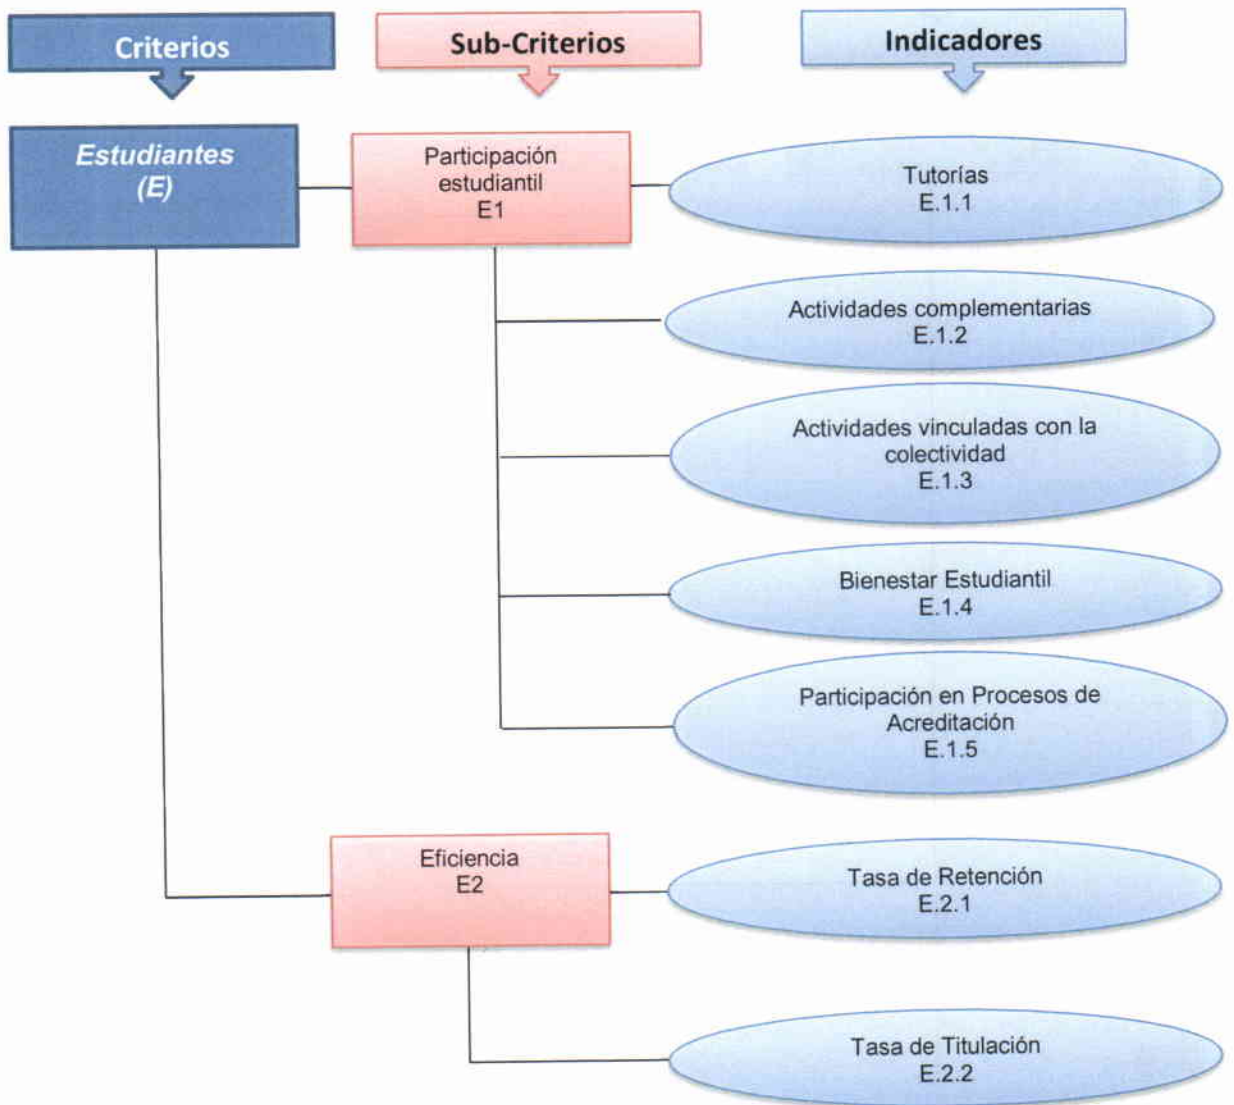 Criterios
Sub-Criterios
Indicadores
Estudiantes
(E)
Participación
estudiantil
E1
Tutorías
E.1.1
Actividades complementarias
E.1.2
Actividades vinculadas con la
colectividad
E.1.3
Bienestar Estudiantil
E.1.4
Participación en Procesos de
Acreditación
E.1.5
Eficiencia
E2
Tasa de Retención
E.2.1
Tasa de Titulación
E.2.2